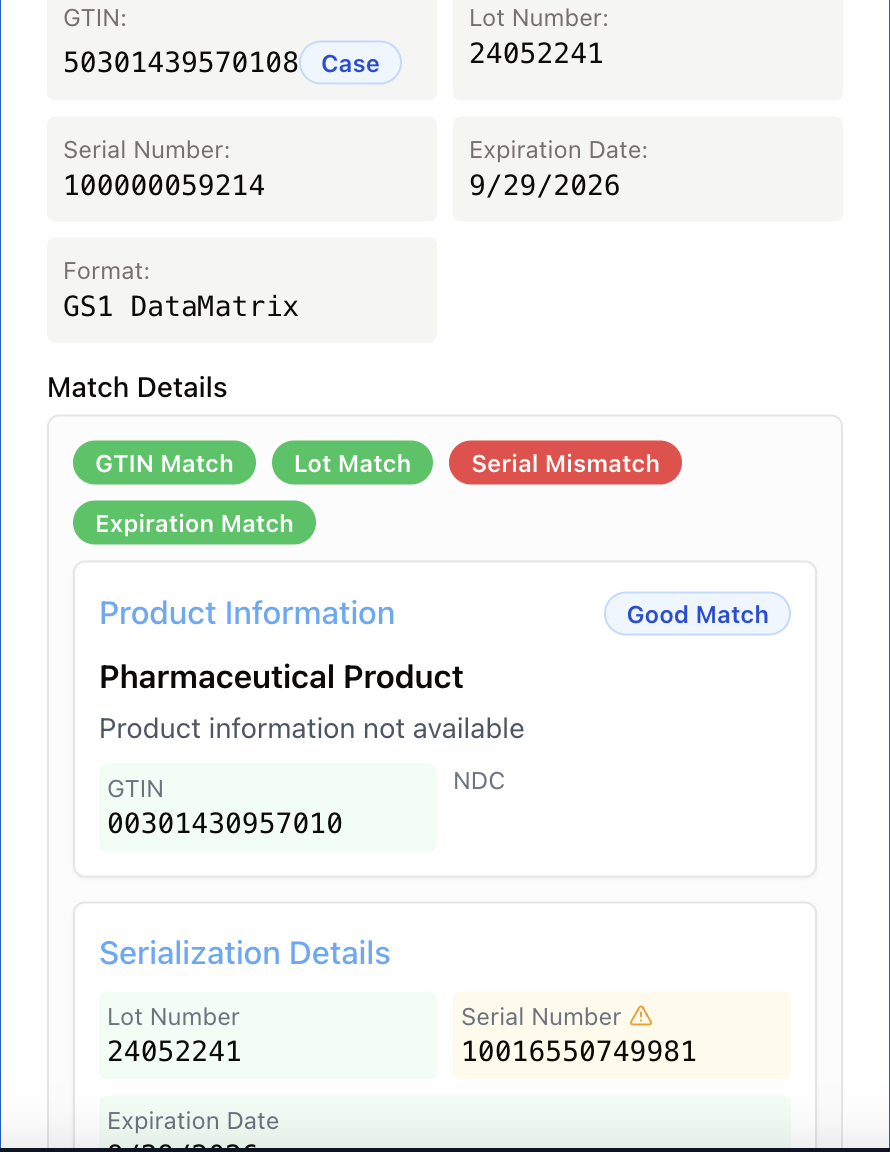 GTIN:
50301439570108 Case
Lot Number:
24052241
Serial Number:
100000059214
Expiration Date:
9/29/2026
Format:
GS1 DataMatrix
Match Details
GTIN Match
Lot Match
Serial Mismatch
Expiration Match
Product Information
Good Match
Pharmaceutical Product
Product information not available
GTIN
00301430957010
NDC
Serialization Details
Lot Number
24052241
Serial Number
10016550749981
Expiration Date